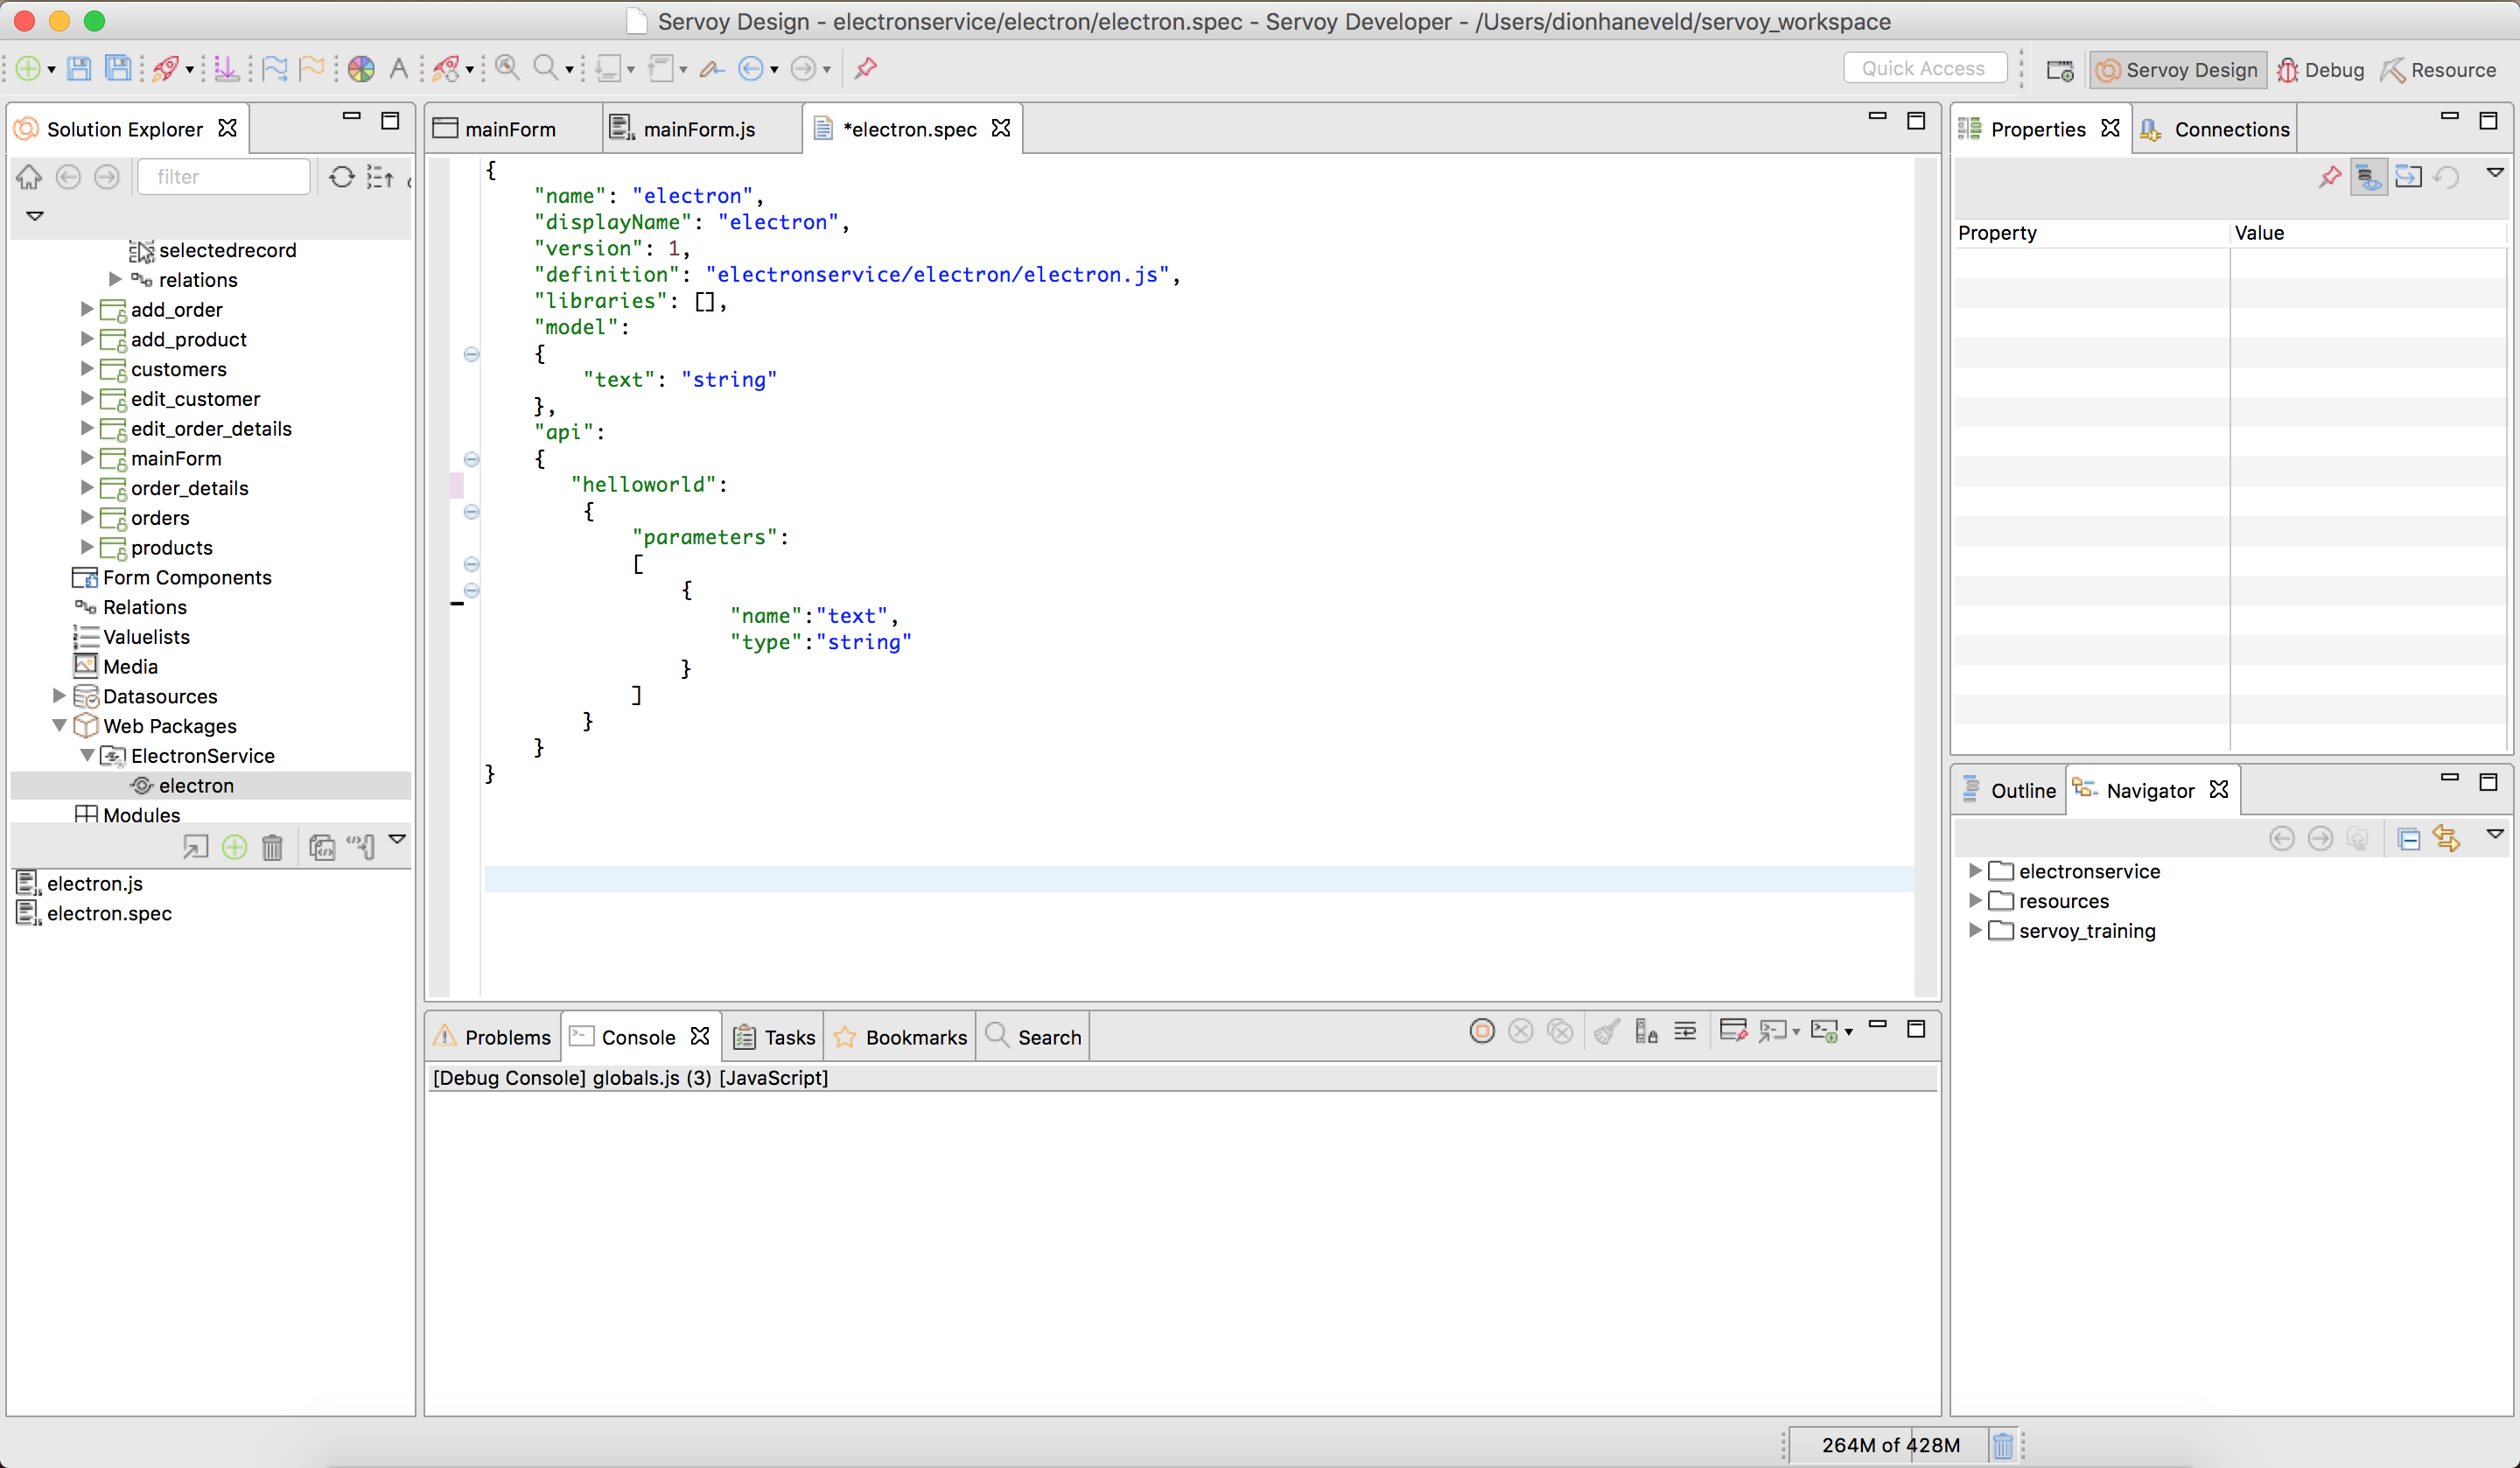 Servoy Design - electronservice/electron/electron.spec - Servoy Developer - /Users/dionhaneveld/servoy_workspace
Quick Access
Servoy Design
Debug
Resource
Solution Explorer
filter
selectedrecord
relations
add_order
add_product
customers
edit_customer
edit_order_details
mainForm
order_details
orders
products
Form Components
Relations
Valuelists
Media
Datasources
Web Packages
ElectronService
electron
Modules
electron.js
electron.spec
mainForm
mainForm.js
*electron.spec
{
"name": "electron",
"displayName": "electron",
"version": 1,
"definition": "electronservice/electron/electron.js",
"libraries": [],
"model":
{
"text": "string"
},
"api":
{
"helloworld":
{
"parameters":
[
{
"name":"text",
"type":"string"
}
]
}
}
}
Problems
Console
Tasks
Bookmarks
Search
[Debug Console] globals.js (3) [JavaScript]
Properties
Connections
Property
Value
Outline
Navigator
electronservice
resources
servoy_training
264M of 428M